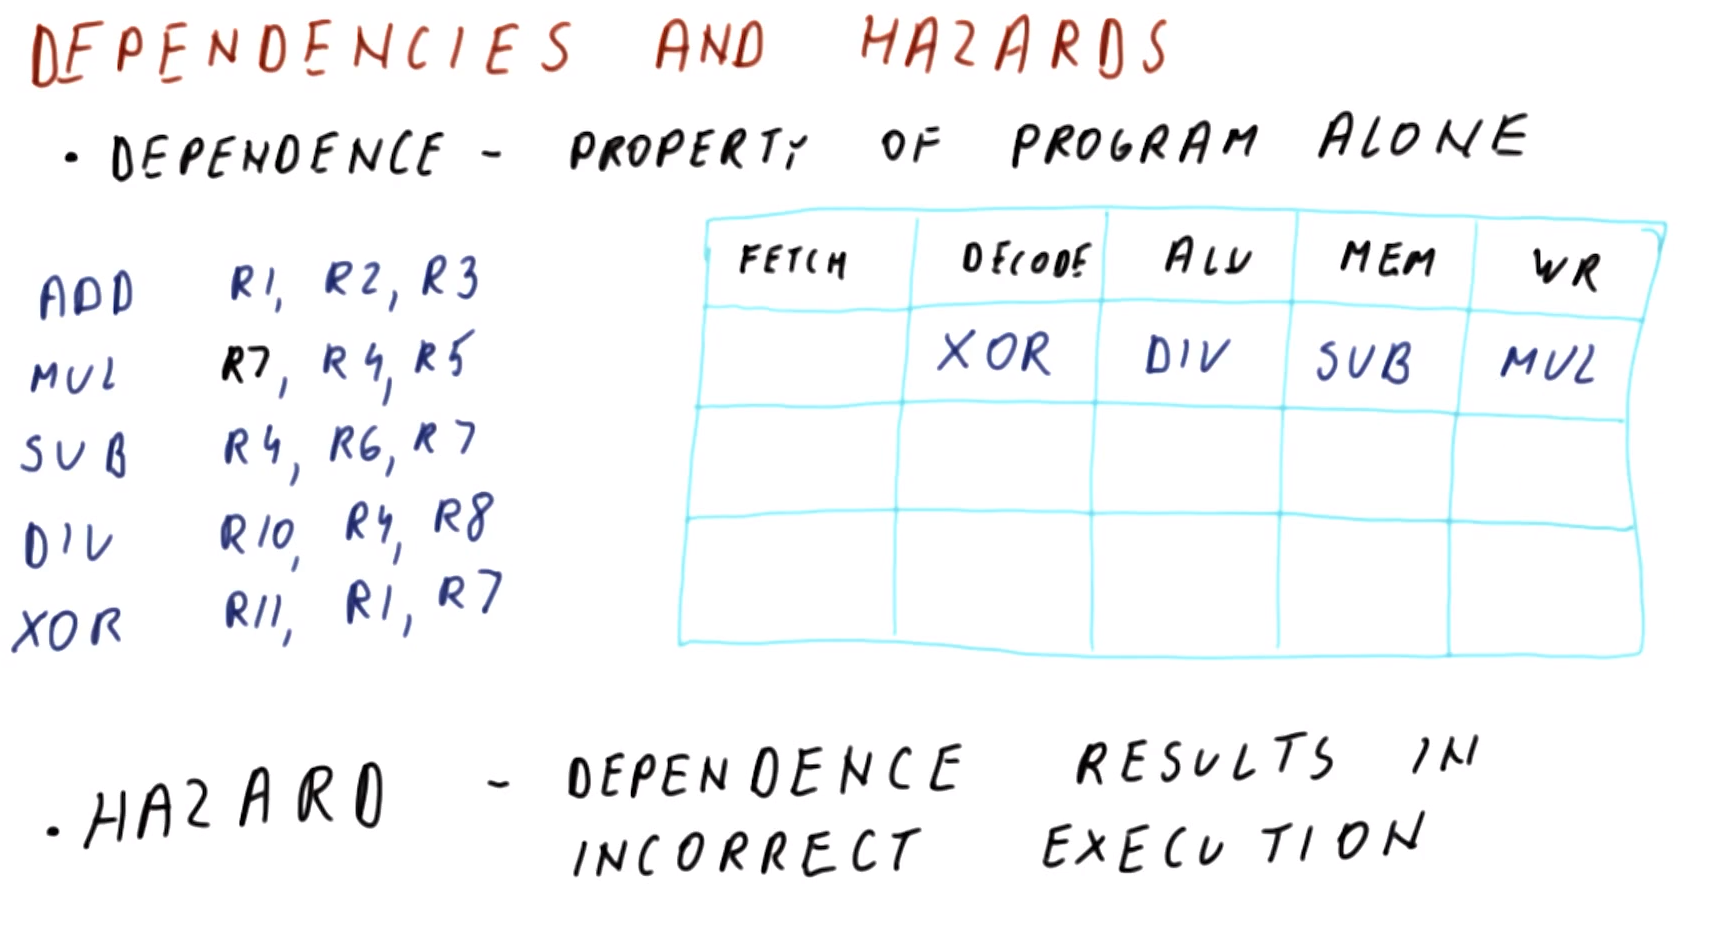 DEPENDENCIES AND HAZARDS
• DEPENDENCE - PROPERTY OF PROGRAM ALONE
FETCH DECODE ALU MEM WR
XOR DIV SUB MUL
ADD R1, R2, R3
MUL R7, R4, R5
SUB R4, R6, R7
DIV R10, R4, R8
XOR R11, R1, R7
• HAZARD - DEPENDENCE RESULTS IN
INCORRECT EXECUTION